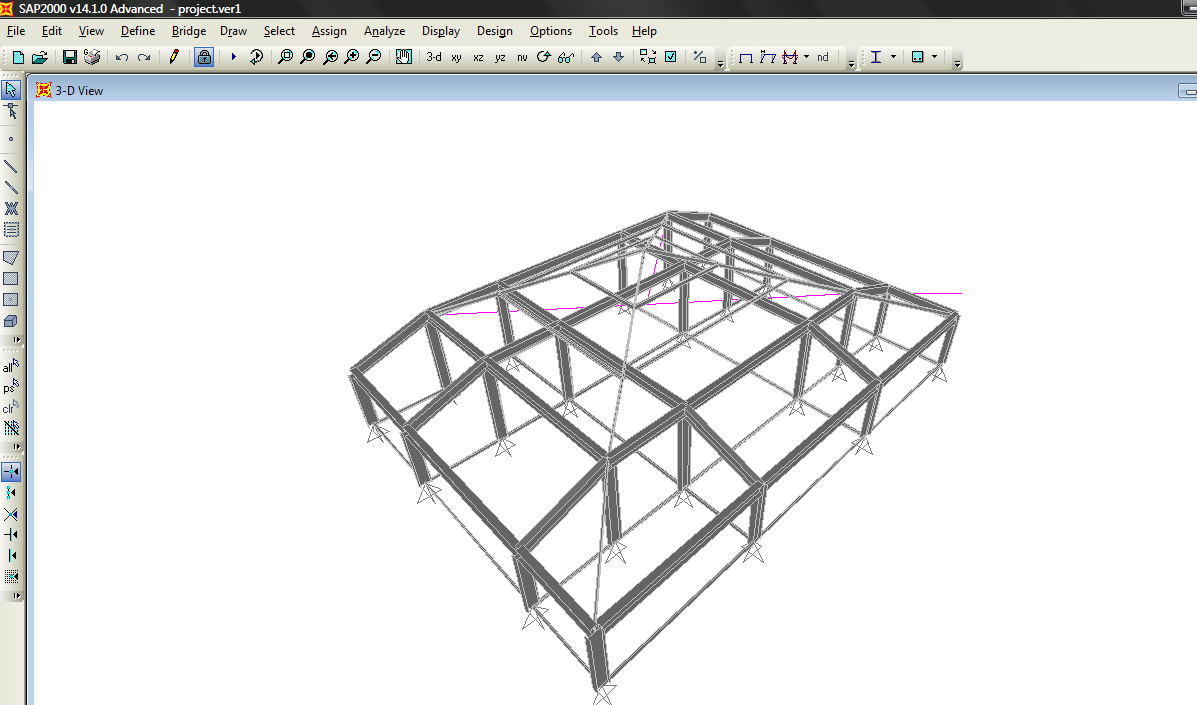 SAP2000 v14.1.0 Advanced - project.ver1
File Edit View Define Bridge Draw Select Assign Analyze Display Design Options Tools Help
3-d xy xz yz nv nd
3-D View
all
ps
clr